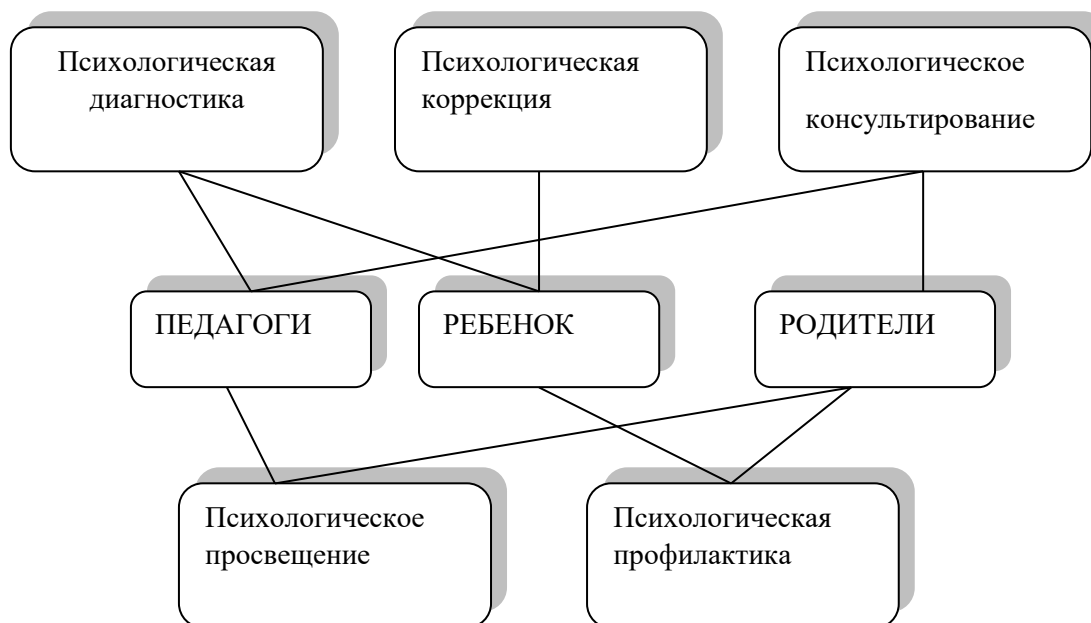 Психологическая
диагностика
Психологическая
коррекция
Психологическое
консультирование
ПЕДАГОГИ
РЕБЕНОК
РОДИТЕЛИ
Психологическое
просвещение
Психологическая
профилактика